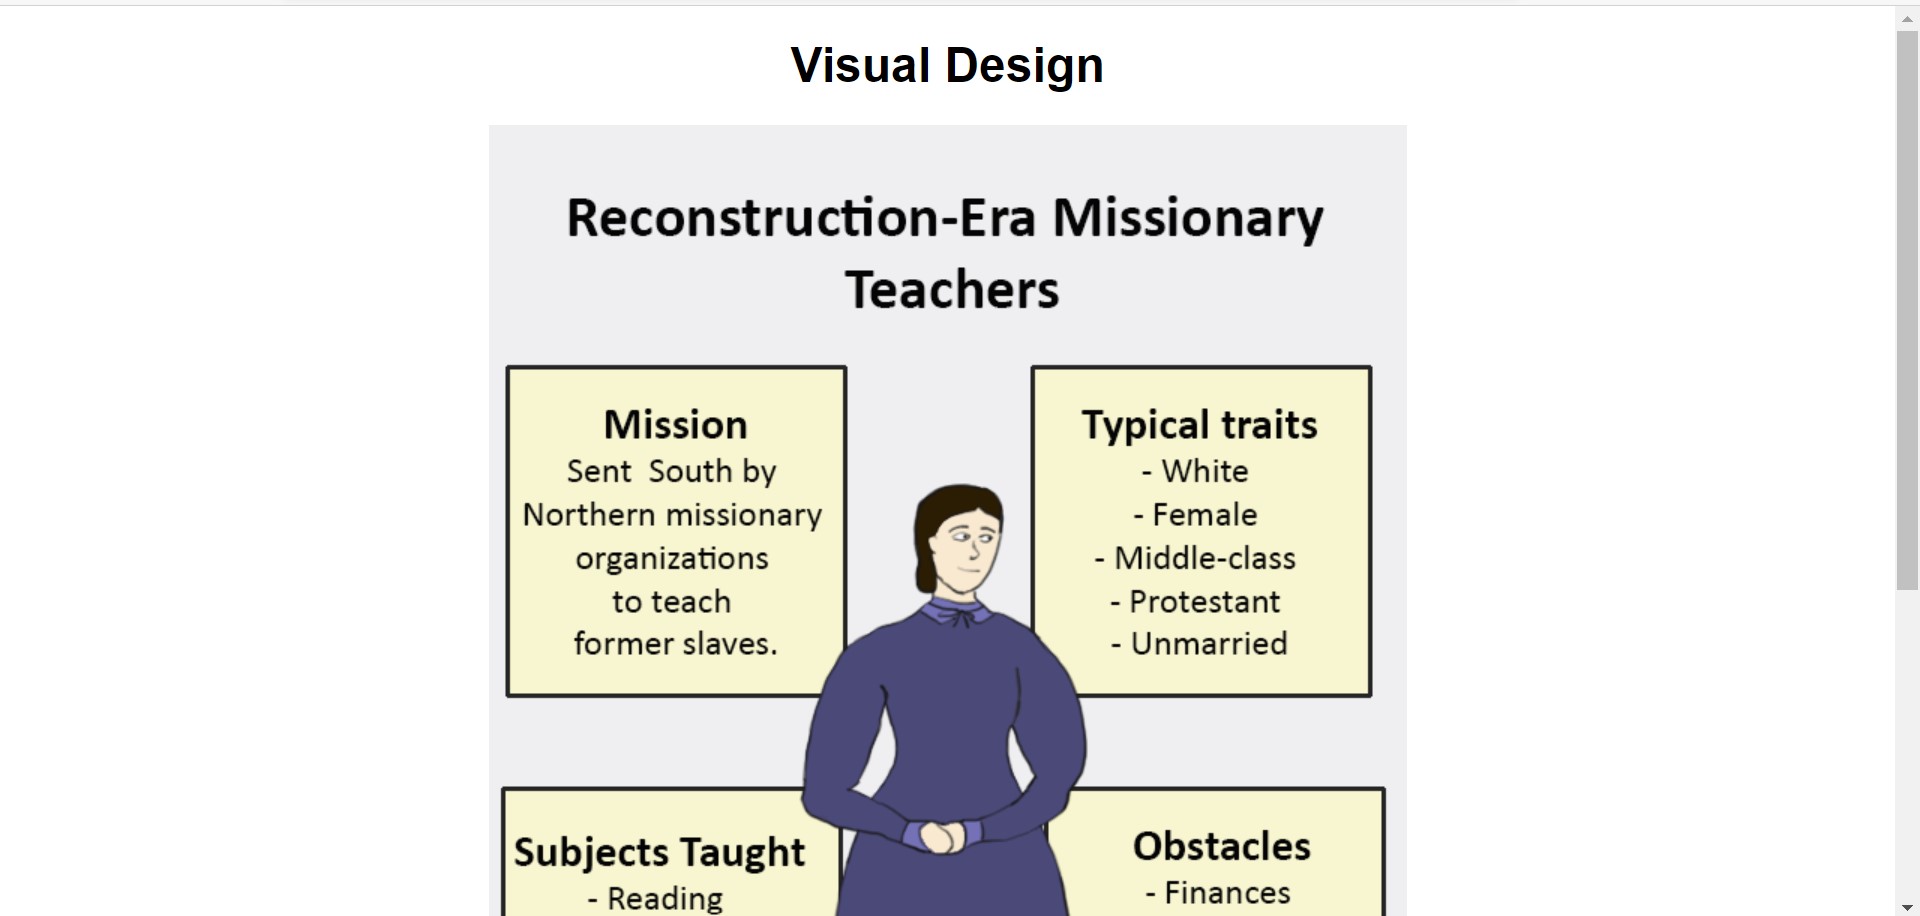 Visual Design
Reconstruction-Era Missionary
Teachers
Mission
Sent  South by
Northern missionary
organizations
to teach
former slaves.
Typical traits
- White
- Female
- Middle-class
- Protestant
- Unmarried
Subjects Taught
- Reading
Obstacles
- Finances